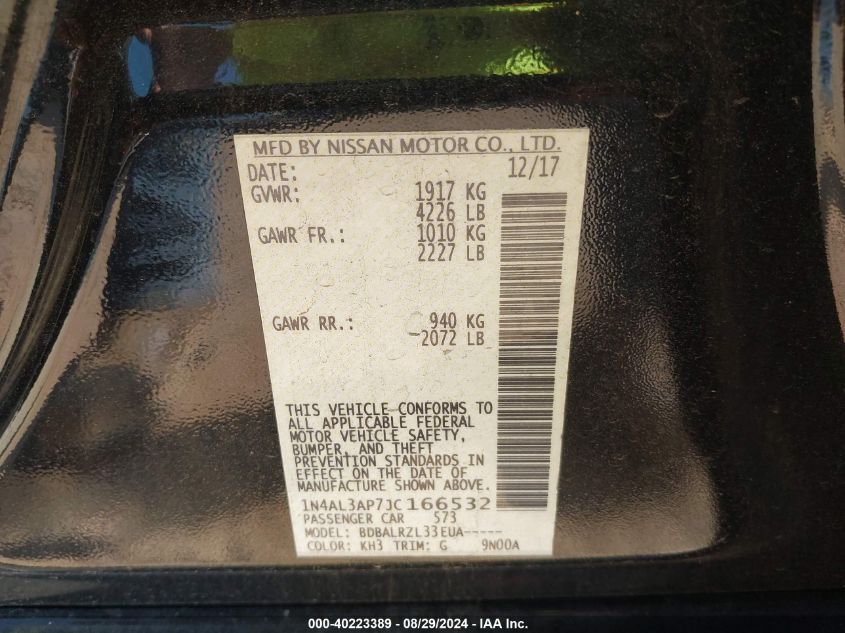 MFD BY NISSAN MOTOR CO., LTD.
DATE: 12/17
GVWR: 1917 KG
4226 LB
GAWR FR.: 1010 KG
2227 LB
GAWR RR.: 940 KG
2072 LB
THIS VEHICLE CONFORMS TO
ALL APPLICABLE FEDERAL
MOTOR VEHICLE SAFETY,
BUMPER, AND THEFT
PREVENTION STANDARDS IN
EFFECT ON THE DATE OF
MANUFACTURE SHOWN ABOVE.
1N4AL3AP7JC166532
PASSENGER CAR 573
MODEL: BDBALRZL33EUA-----
COLOR: KH3 TRIM: G 9N00A
000-40223389 - 08/29/2024 - IAA Inc.